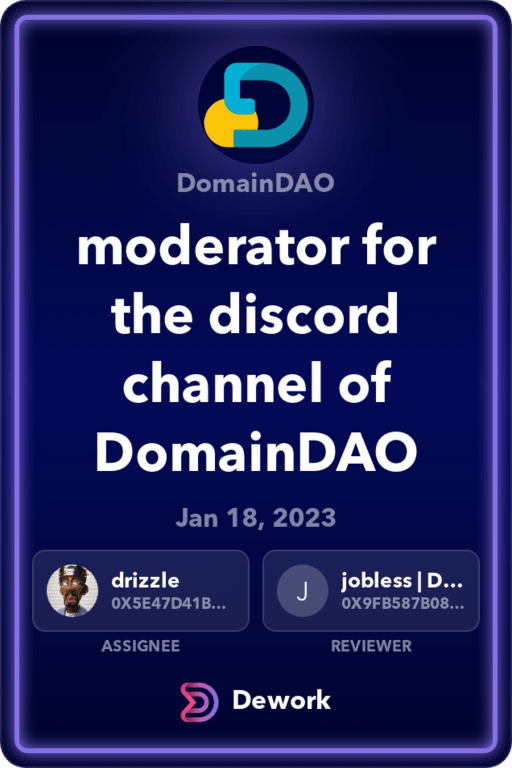 DomainDAO
moderator for
the discord
channel of
DomainDAO
Jan 18, 2023
drizzle
0X5E47D41B...
ASSIGNEE
J
jobless | D...
0X9FB587B08...
REVIEWER
Dework